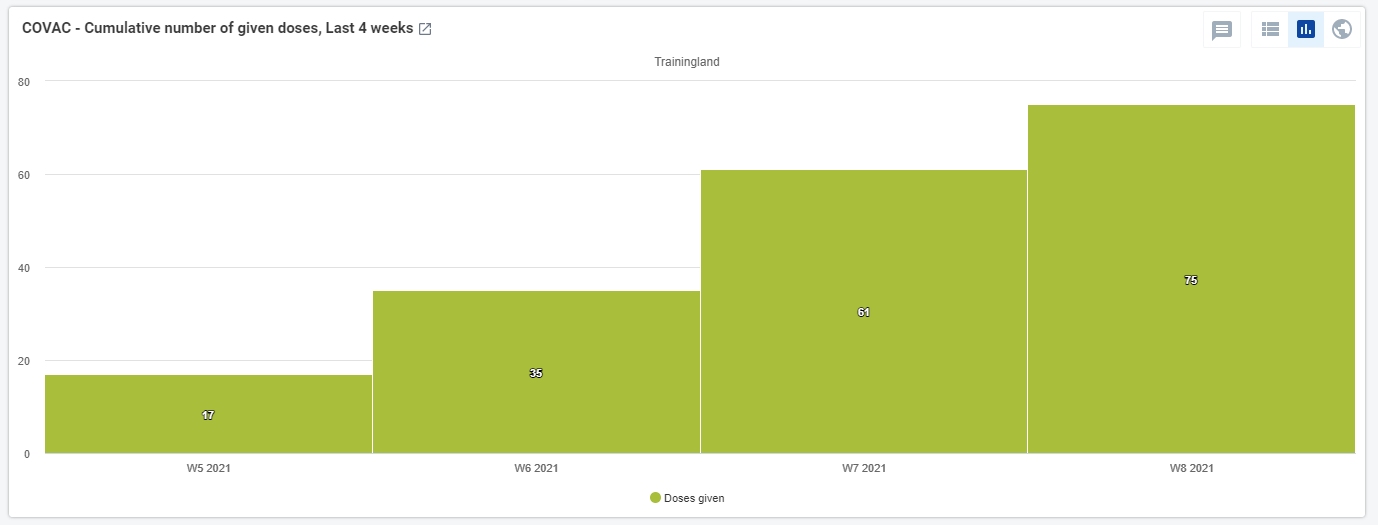 COVAC - Cumulative number of given doses, Last 4 weeks
Trainingland
80
60
40
20
0
17
35
61
75
W5 2021
W6 2021
W7 2021
W8 2021
Doses given